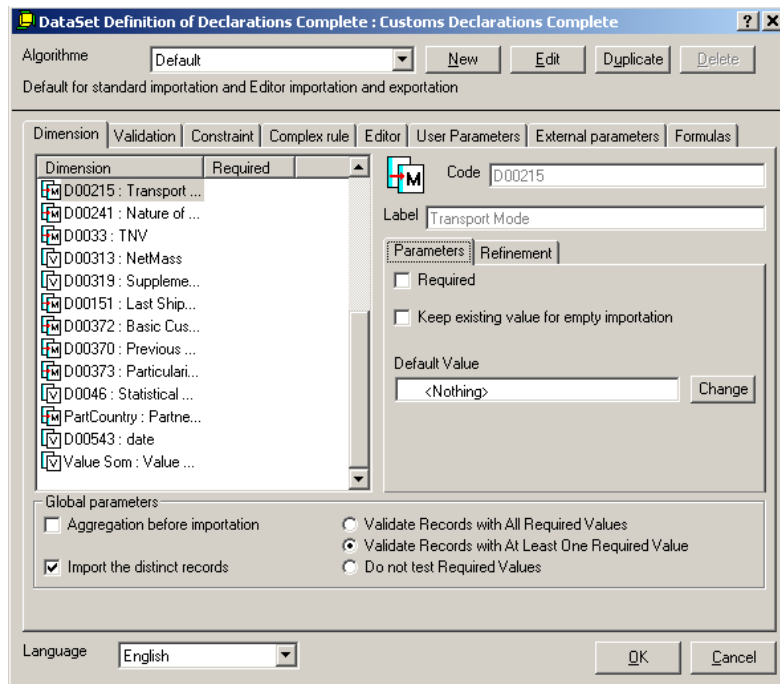 DataSet Definition of Declarations Complete : Customs Declarations Complete
Algorithme Default New Edit Duplicate Delete
Default for standard importation and Editor importation and exportation
Dimension Validation Constraint Complex rule Editor User Parameters External parameters Formulas
Dimension Required
D00215 : Transport ...
D00241 : Nature of ...
D0033 : TNV
D00313 : NetMass
D00319 : Suppleme...
D00151 : Last Ship...
D00372 : Basic Cus...
D00370 : Previous ...
D00373 : Particulari...
D0046 : Statistical ...
PartCountry : Partne...
D00543 : date
Value Som : Value ...
Code D00215
Label Transport Mode
Parameters Refinement
Required
Keep existing value for empty importation
Default Value
<Nothing> Change
Global parameters
Aggregation before importation
Import the distinct records
Validate Records with All Required Values
Validate Records with At Least One Required Value
Do not test Required Values
Language English OK Cancel